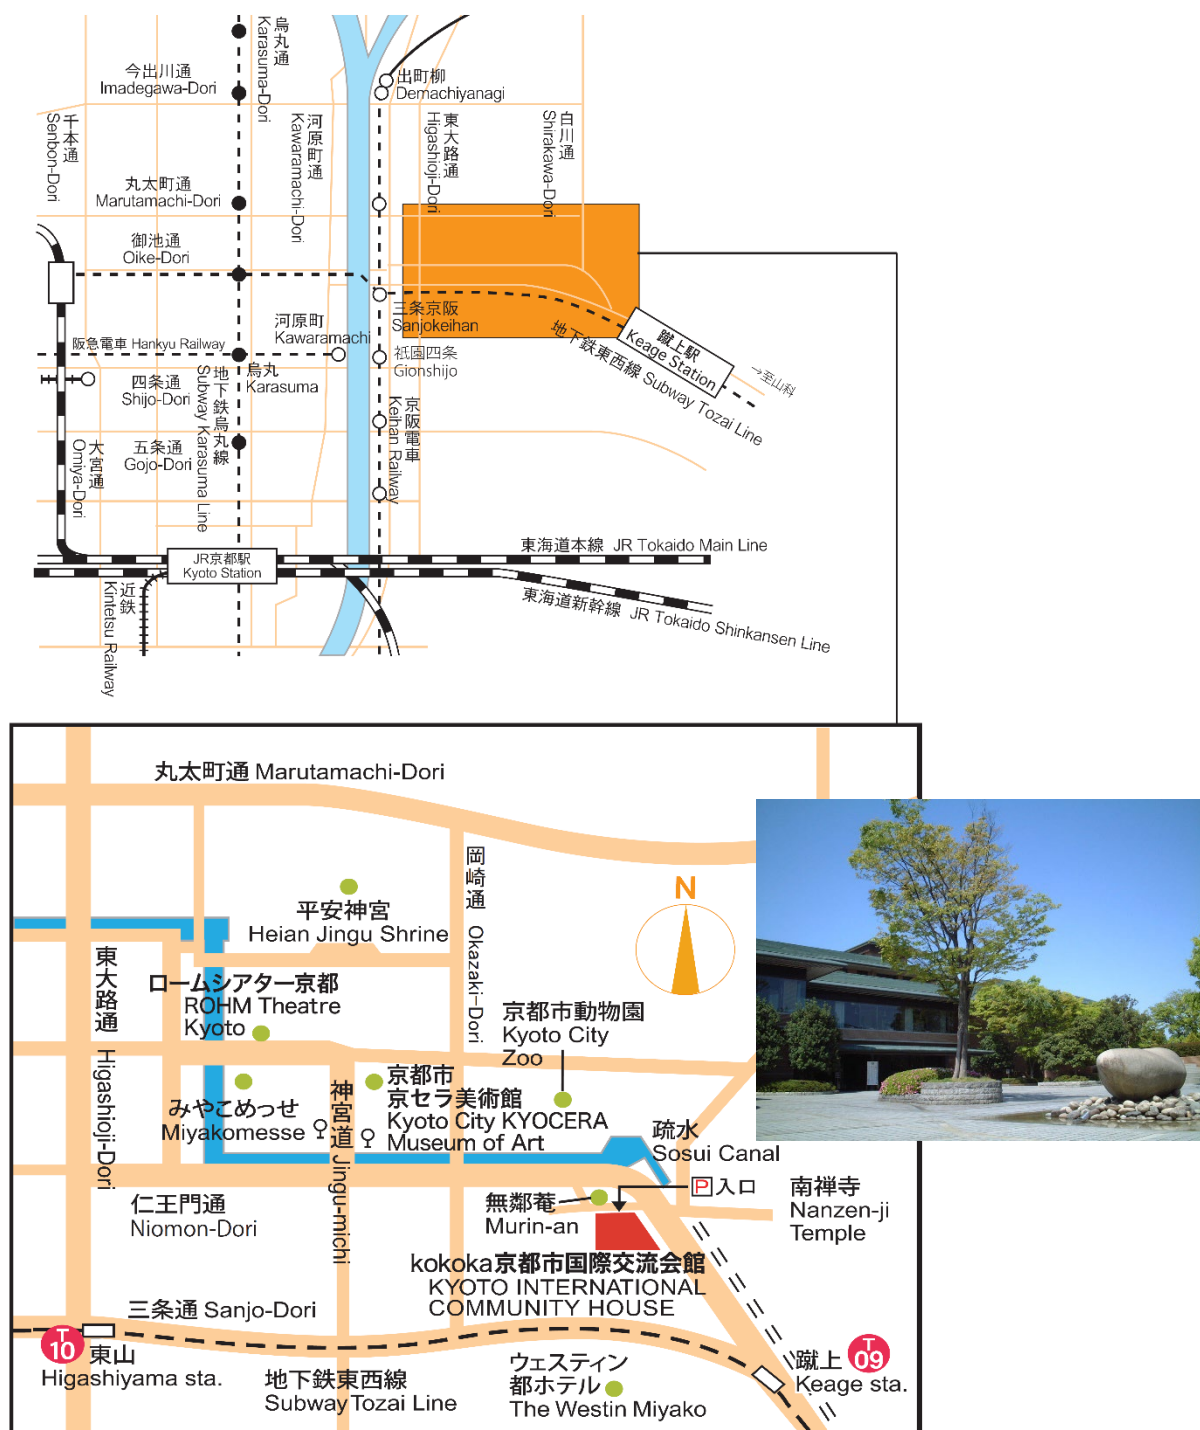 烏丸通
Karasuma-Dori
今出川通
Imadegawa-Dori
出町柳
Demachiyanagi
千本通
Senbon-Dori
河原町通
Kawaramachi-Dori
東大路通
Higashioji-Dori
白川通
Shirakawa-Dori
丸太町通
Marutamachi-Dori
御池通
Oike-Dori
三条京阪
Sanjokeihan
河原町
Kawaramachi
阪急電車 Hankyu Railway
烏丸
Karasuma
祇園四条
Gionshijo
蹴上駅
Keage Station
地下鉄東西線 Subway Tozai Line
→至山科
四条通
Shijo-Dori
地下鉄烏丸線
Subway Karasuma Line
京阪電車
Keihan Railway
大宮通
Omiya-Dori
五条通
Gojo-Dori
JR京都駅
Kyoto Station
東海道本線 JR Tokaido Main Line
東海道新幹線 JR Tokaido Shinkansen Line
近鉄
Kintetsu Railway
丸太町通 Marutamachi-Dori
岡崎通 Okazaki-Dori
N
平安神宮
Heian Jingu Shrine
東大路通 Higashioji-Dori
ロームシアター京都
ROHM Theatre
Kyoto
京都市動物園
Kyoto City
Zoo
みやこめっせ
Miyakomesse
神宮道 Jingu-michi
京都市
京セラ美術館
Kyoto City KYOCERA
Museum of Art
疏水
Sosui Canal
仁王門通
Niomon-Dori
無鄰菴
Murin-an
P入口
南禅寺
Nanzen-ji
Temple
kokoka京都市国際交流会館
KYOTO INTERNATIONAL
COMMUNITY HOUSE
三条通 Sanjo-Dori
T
10
東山
Higashiyama sta.
地下鉄東西線
Subway Tozai Line
ウェスティン
都ホテル
The Westin Miyako
蹴上
T
09
Keage sta.